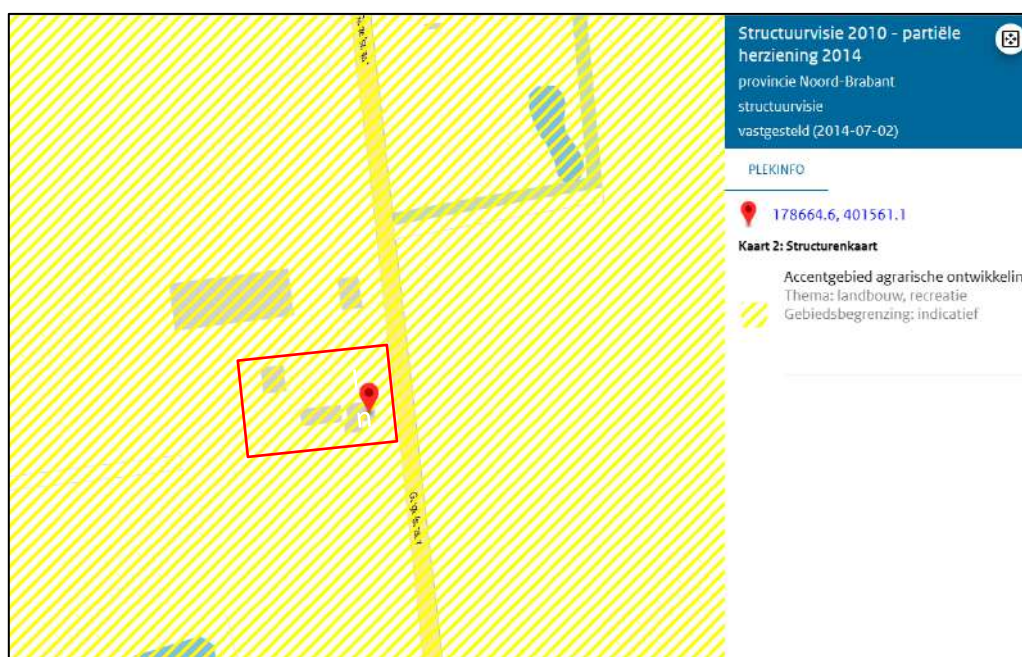 Structuurvisie 2010 - partiële
herziening 2014
provincie Noord-Brabant
structuurvisie
vastgesteld (2014-07-02)
PLEKINFO
178664.6, 401561.1
Kaart 2: Structurenkaart
Accentgebied agrarische ontwikkelin
Thema: landbouw, recreatie
Gebiedsbegrenzing: indicatief
n